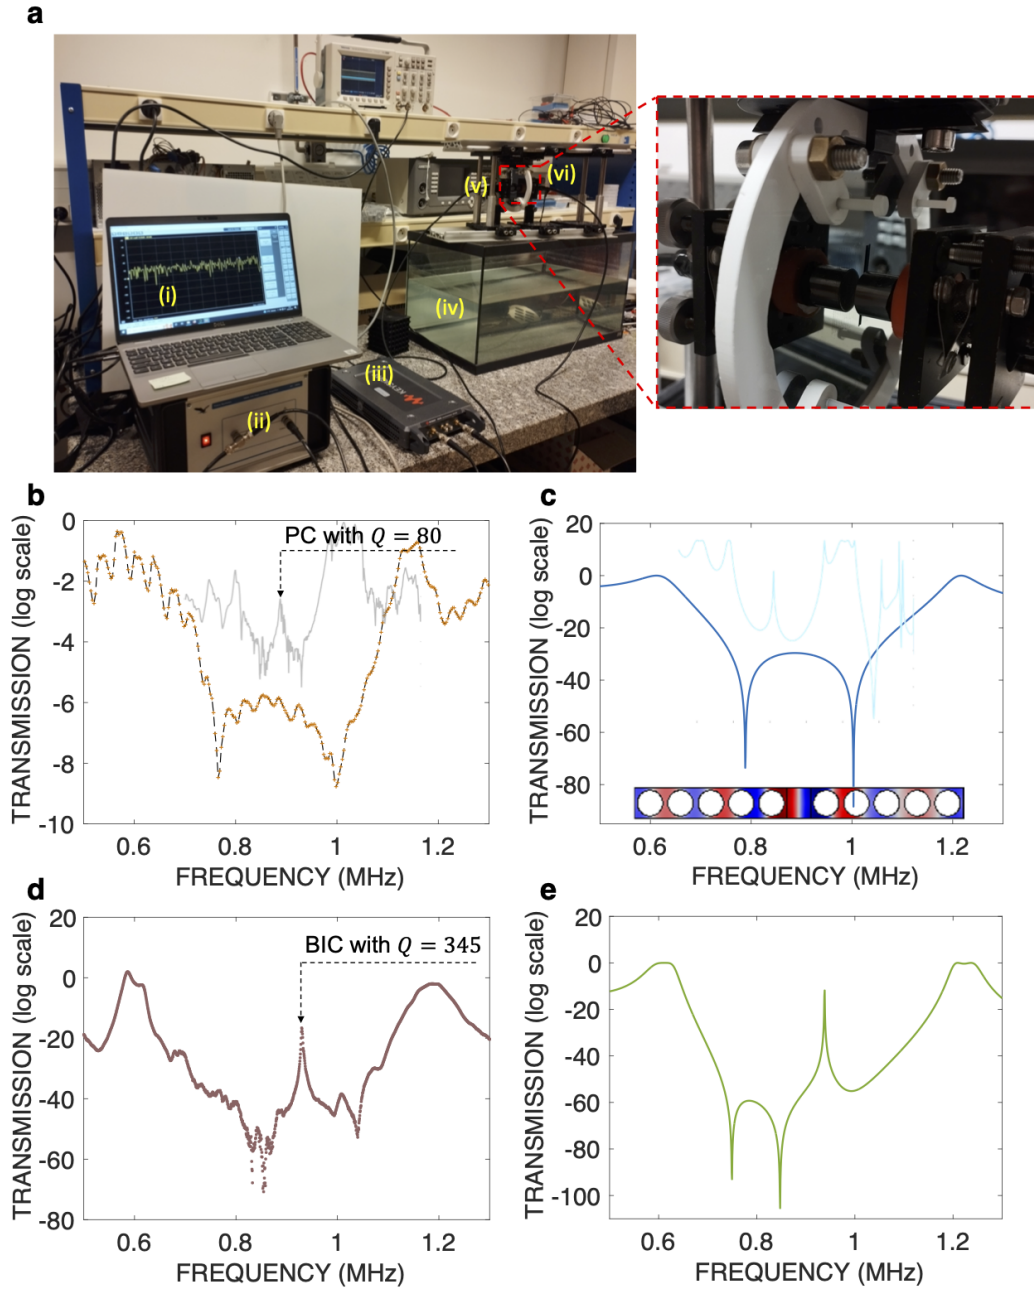 a
(i)
(ii)
(iii)
(iv)
(v)
(vi)
b
TRANSMISSION (log scale)
0
-2
-4
-6
-8
-10
PC with Q = 80
0.6 0.8 1 1.2
FREQUENCY (MHz)
c
TRANSMISSION (log scale)
20
0
-20
-40
-60
-80
0.6 0.8 1 1.2
FREQUENCY (MHz)
d
TRANSMISSION (log scale)
20
0
-20
-40
-60
-80
BIC with Q = 345
0.6 0.8 1 1.2
FREQUENCY (MHz)
e
TRANSMISSION (log scale)
20
0
-20
-40
-60
-80
-100
0.6 0.8 1 1.2
FREQUENCY (MHz)